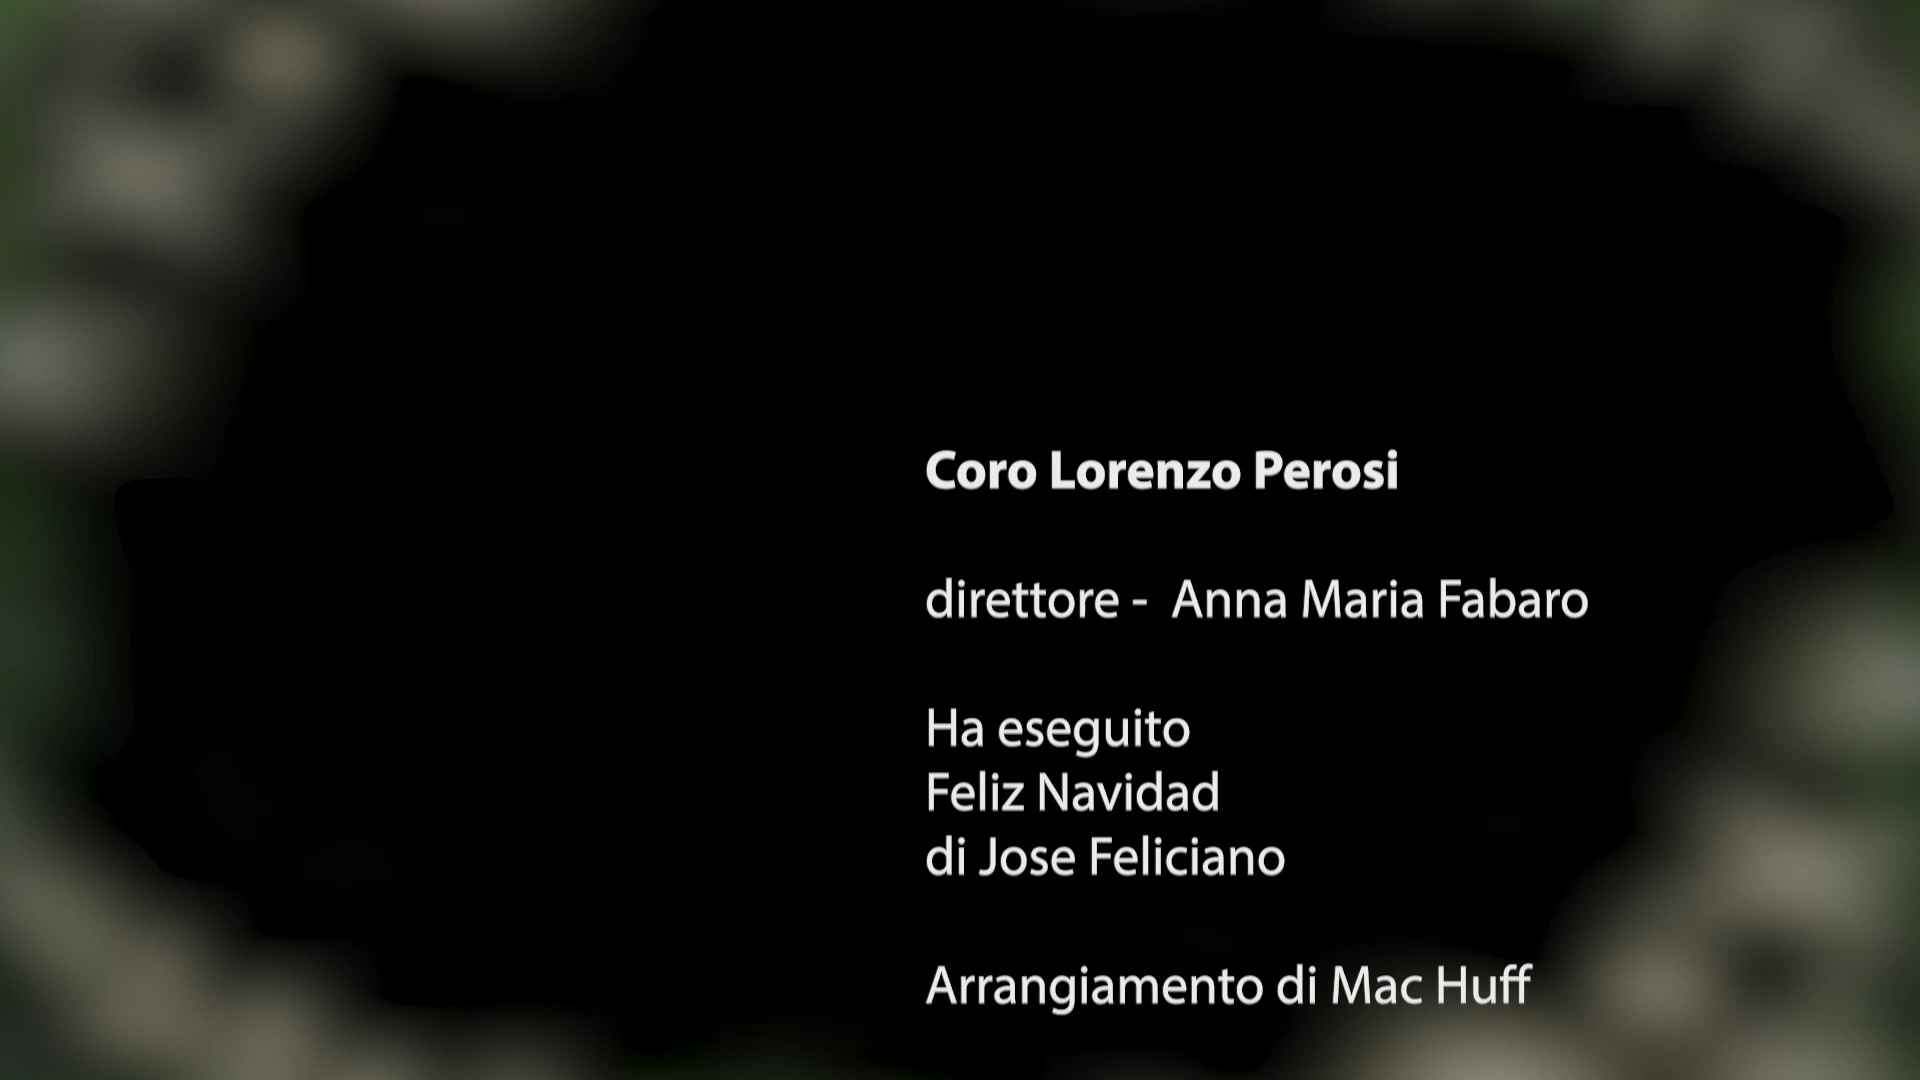 Coro Lorenzo Perosi
direttore - Anna Maria Fabaro
Ha eseguito
Feliz Navidad
di Jose Feliciano
Arrangiamento di Mac Huff